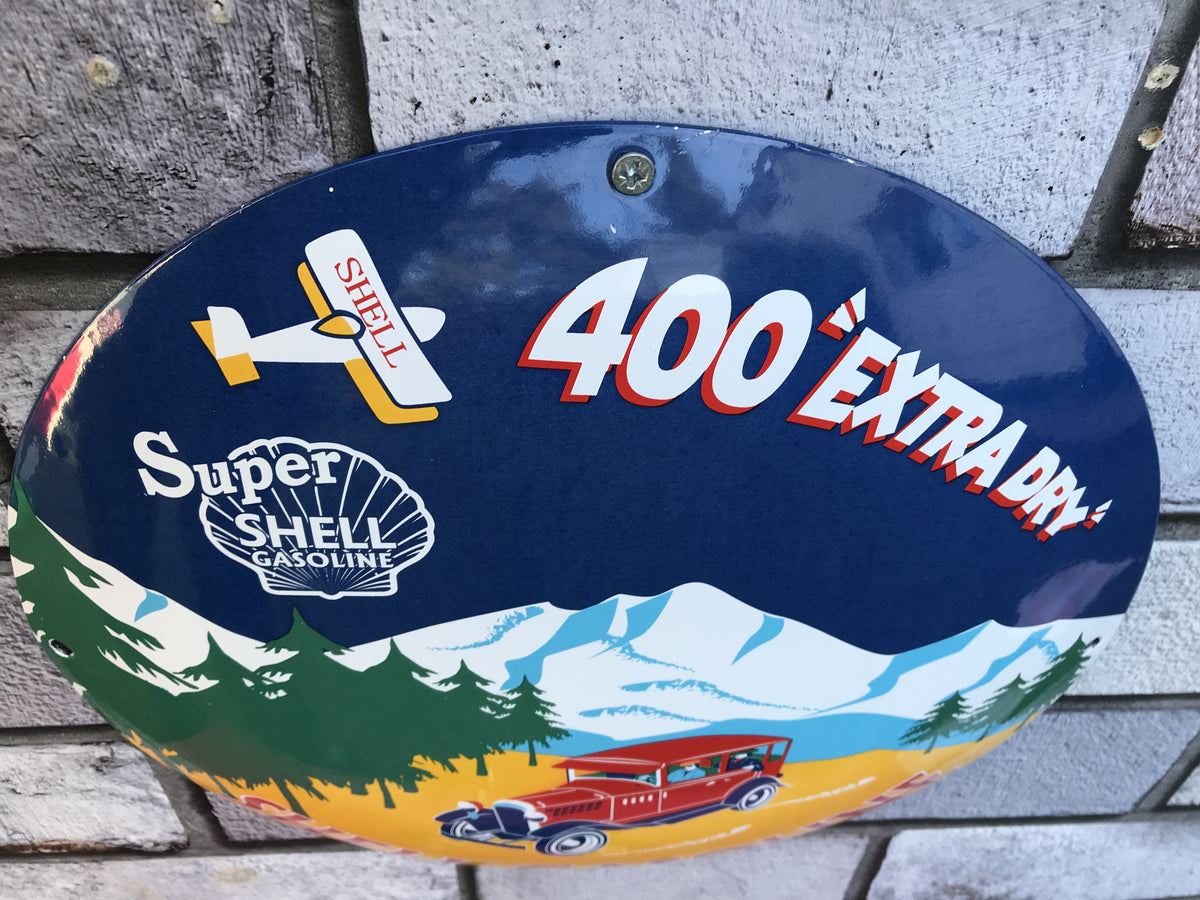 SHELL
400 "EXTRA DRY"
Super
SHELL
GASOLINE